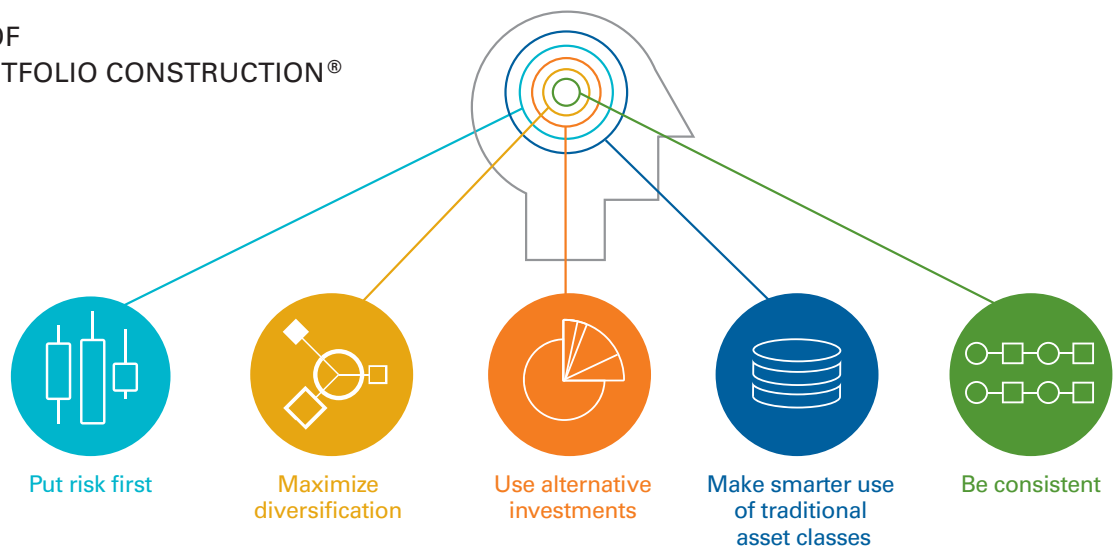 OF
TFOLIO CONSTRUCTION®
Put risk first
Maximize
diversification
Use alternative
investments
Make smarter use
of traditional
asset classes
Be consistent